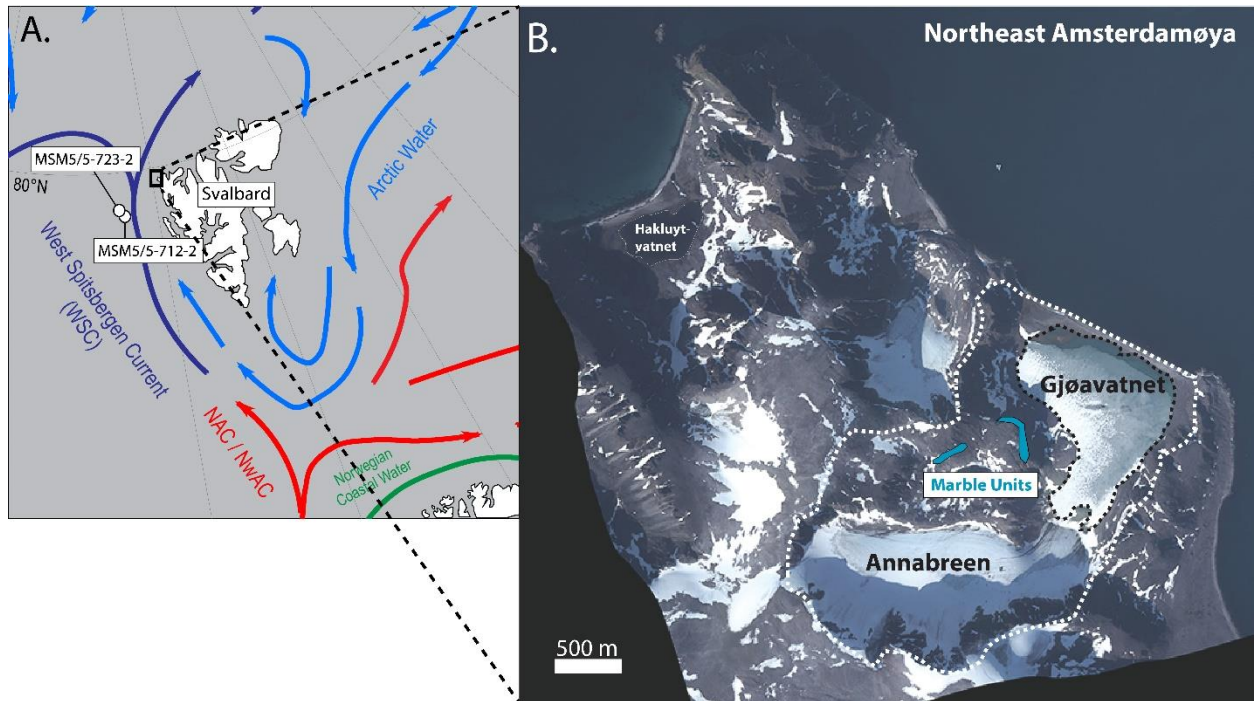 A.
MSM5/5-723-2
80°N
Svalbard
MSM5/5-712-2
Arctic Water
West Spitsbergen Current
(WSC)
NAC / NwAC
Norwegian
Coastal Water
B.
Northeast Amsterdamøya
Hakluyt-
vatnet
Gjøavatnet
Marble Units
Annabreen
500 m